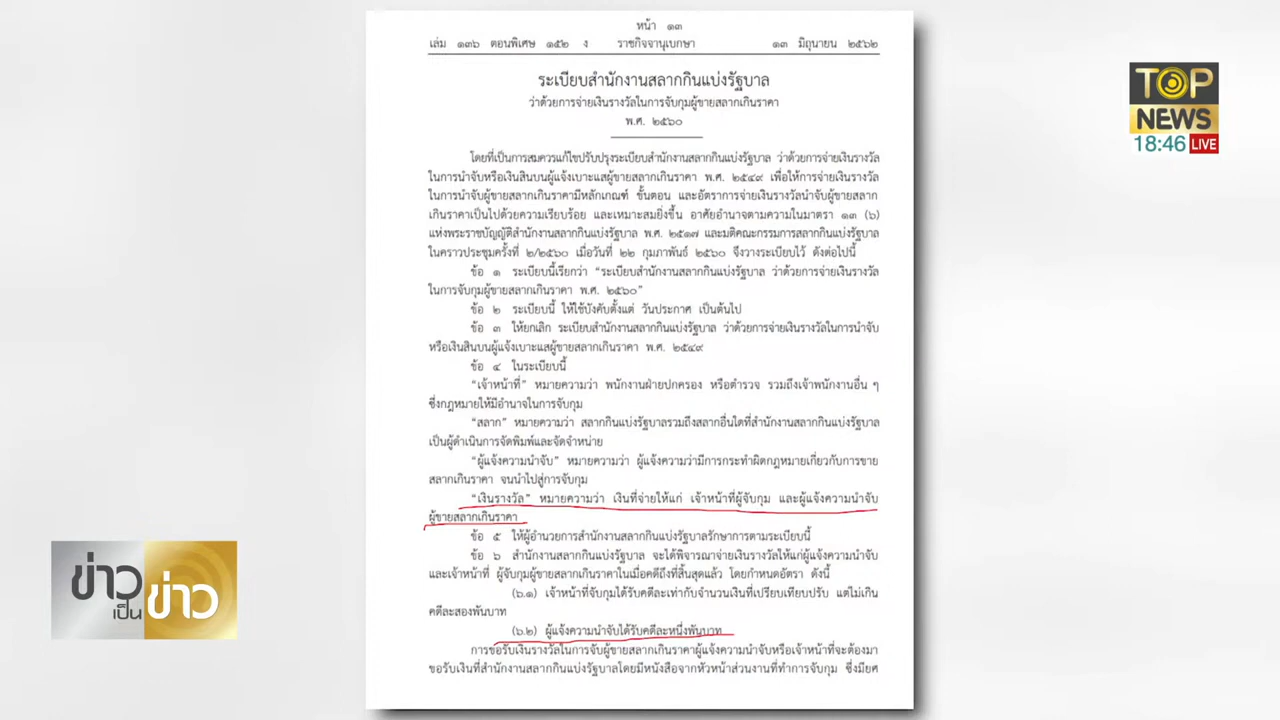 หน้า ๑๓
เล่ม ๑๓๖ ตอนพิเศษ ๑๕๒ ง ราชกิจจานุเบกษา ๑๓ มิถุนายน ๒๕๖๒
ระเบียบสำนักงานสลากกินแบ่งรัฐบาล
ว่าด้วยการจ่ายเงินรางวัลในการจับกุมผู้ขายสลากเกินราคา
พ.ศ. ๒๕๖๐
โดยที่เป็นการสมควรแก้ไขปรับปรุงระเบียบสำนักงานสลากกินแบ่งรัฐบาล ว่าด้วยการจ่ายเงินรางวัล
ในการนำจับหรือเงินสินบนผู้แจ้งเบาะแสผู้ขายสลากเกินราคา พ.ศ. ๒๕๔๙ เพื่อให้การจ่ายเงินรางวัล
ในการนำจับผู้ขายสลากเกินราคามีหลักเกณฑ์ ขั้นตอน และอัตราการจ่ายเงินรางวัลนำจับผู้ขายสลาก
เกินราคาเป็นไปด้วยความเรียบร้อย และเหมาะสมยิ่งขึ้น อาศัยอำนาจตามความในมาตรา ๑๓ (๖)
แห่งพระราชบัญญัติสำนักงานสลากกินแบ่งรัฐบาล พ.ศ. ๒๕๑๗ และมติคณะกรรมการสลากกินแบ่งรัฐบาล
ในคราวประชุมครั้งที่ ๒/๒๕๖๐ เมื่อวันที่ ๒๒ กุมภาพันธ์ ๒๕๖๐ จึงวางระเบียบไว้ ดังต่อไปนี้
ข้อ ๑ ระเบียบนี้เรียกว่า “ระเบียบสำนักงานสลากกินแบ่งรัฐบาล ว่าด้วยการจ่ายเงินรางวัล
ในการจับกุมผู้ขายสลากเกินราคา พ.ศ. ๒๕๖๐”
ข้อ ๒ ระเบียบนี้ ให้ใช้บังคับตั้งแต่ วันประกาศ เป็นต้นไป
ข้อ ๓ ให้ยกเลิก ระเบียบสำนักงานสลากกินแบ่งรัฐบาล ว่าด้วยการจ่ายเงินรางวัลในการนำจับ
หรือเงินสินบนผู้แจ้งเบาะแสผู้ขายสลากเกินราคา พ.ศ. ๒๕๔๙
ข้อ ๔ ในระเบียบนี้
“เจ้าหน้าที่” หมายความว่า พนักงานฝ่ายปกครอง หรือตำรวจ รวมถึงเจ้าพนักงานอื่น ๆ
ซึ่งกฎหมายให้มีอำนาจในการจับกุม
“สลาก” หมายความว่า สลากกินแบ่งรัฐบาลรวมถึงสลากอื่นใดที่สำนักงานสลากกินแบ่งรัฐบาล
เป็นผู้ดำเนินการจัดพิมพ์และจัดจำหน่าย
“ผู้แจ้งความนำจับ” หมายความว่า ผู้แจ้งความว่ามีการกระทำผิดกฎหมายเกี่ยวกับการขาย
สลากเกินราคา จนนำไปสู่การจับกุม
“เงินรางวัล” หมายความว่า เงินที่จ่ายให้แก่ เจ้าหน้าที่ผู้จับกุม และผู้แจ้งความนำจับ
ผู้ขายสลากเกินราคา
ข้อ ๕ ให้ผู้อำนวยการสำนักงานสลากกินแบ่งรัฐบาลรักษาการตามระเบียบนี้
ข้อ ๖ สำนักงานสลากกินแบ่งรัฐบาล จะได้พิจารณาจ่ายเงินรางวัลให้แก่ผู้แจ้งความนำจับ
และเจ้าหน้าที่ ผู้จับกุมผู้ขายสลากเกินราคาในเมื่อคดีถึงที่สิ้นสุดแล้ว โดยกำหนดอัตรา ดังนี้
(๖.๑) เจ้าหน้าที่จับกุมได้รับคดีละเท่ากับจำนวนเงินที่เปรียบเทียบปรับ แต่ไม่เกิน
คดีละสองพันบาท
(๖.๒) ผู้แจ้งความนำจับได้รับคดีละหนึ่งพันบาท
การขอรับเงินรางวัลในการจับผู้ขายสลากเกินราคาผู้แจ้งความนำจับหรือเจ้าหน้าที่จะต้องมา
ขอรับเงินที่สำนักงานสลากกินแบ่งรัฐบาลโดยมีหนังสือจากหัวหน้าส่วนงานที่ทำการจับกุม ซึ่งมียศ
TOP
NEWS
18:46 LIVE
ข่าว
เป็น
ข่าว